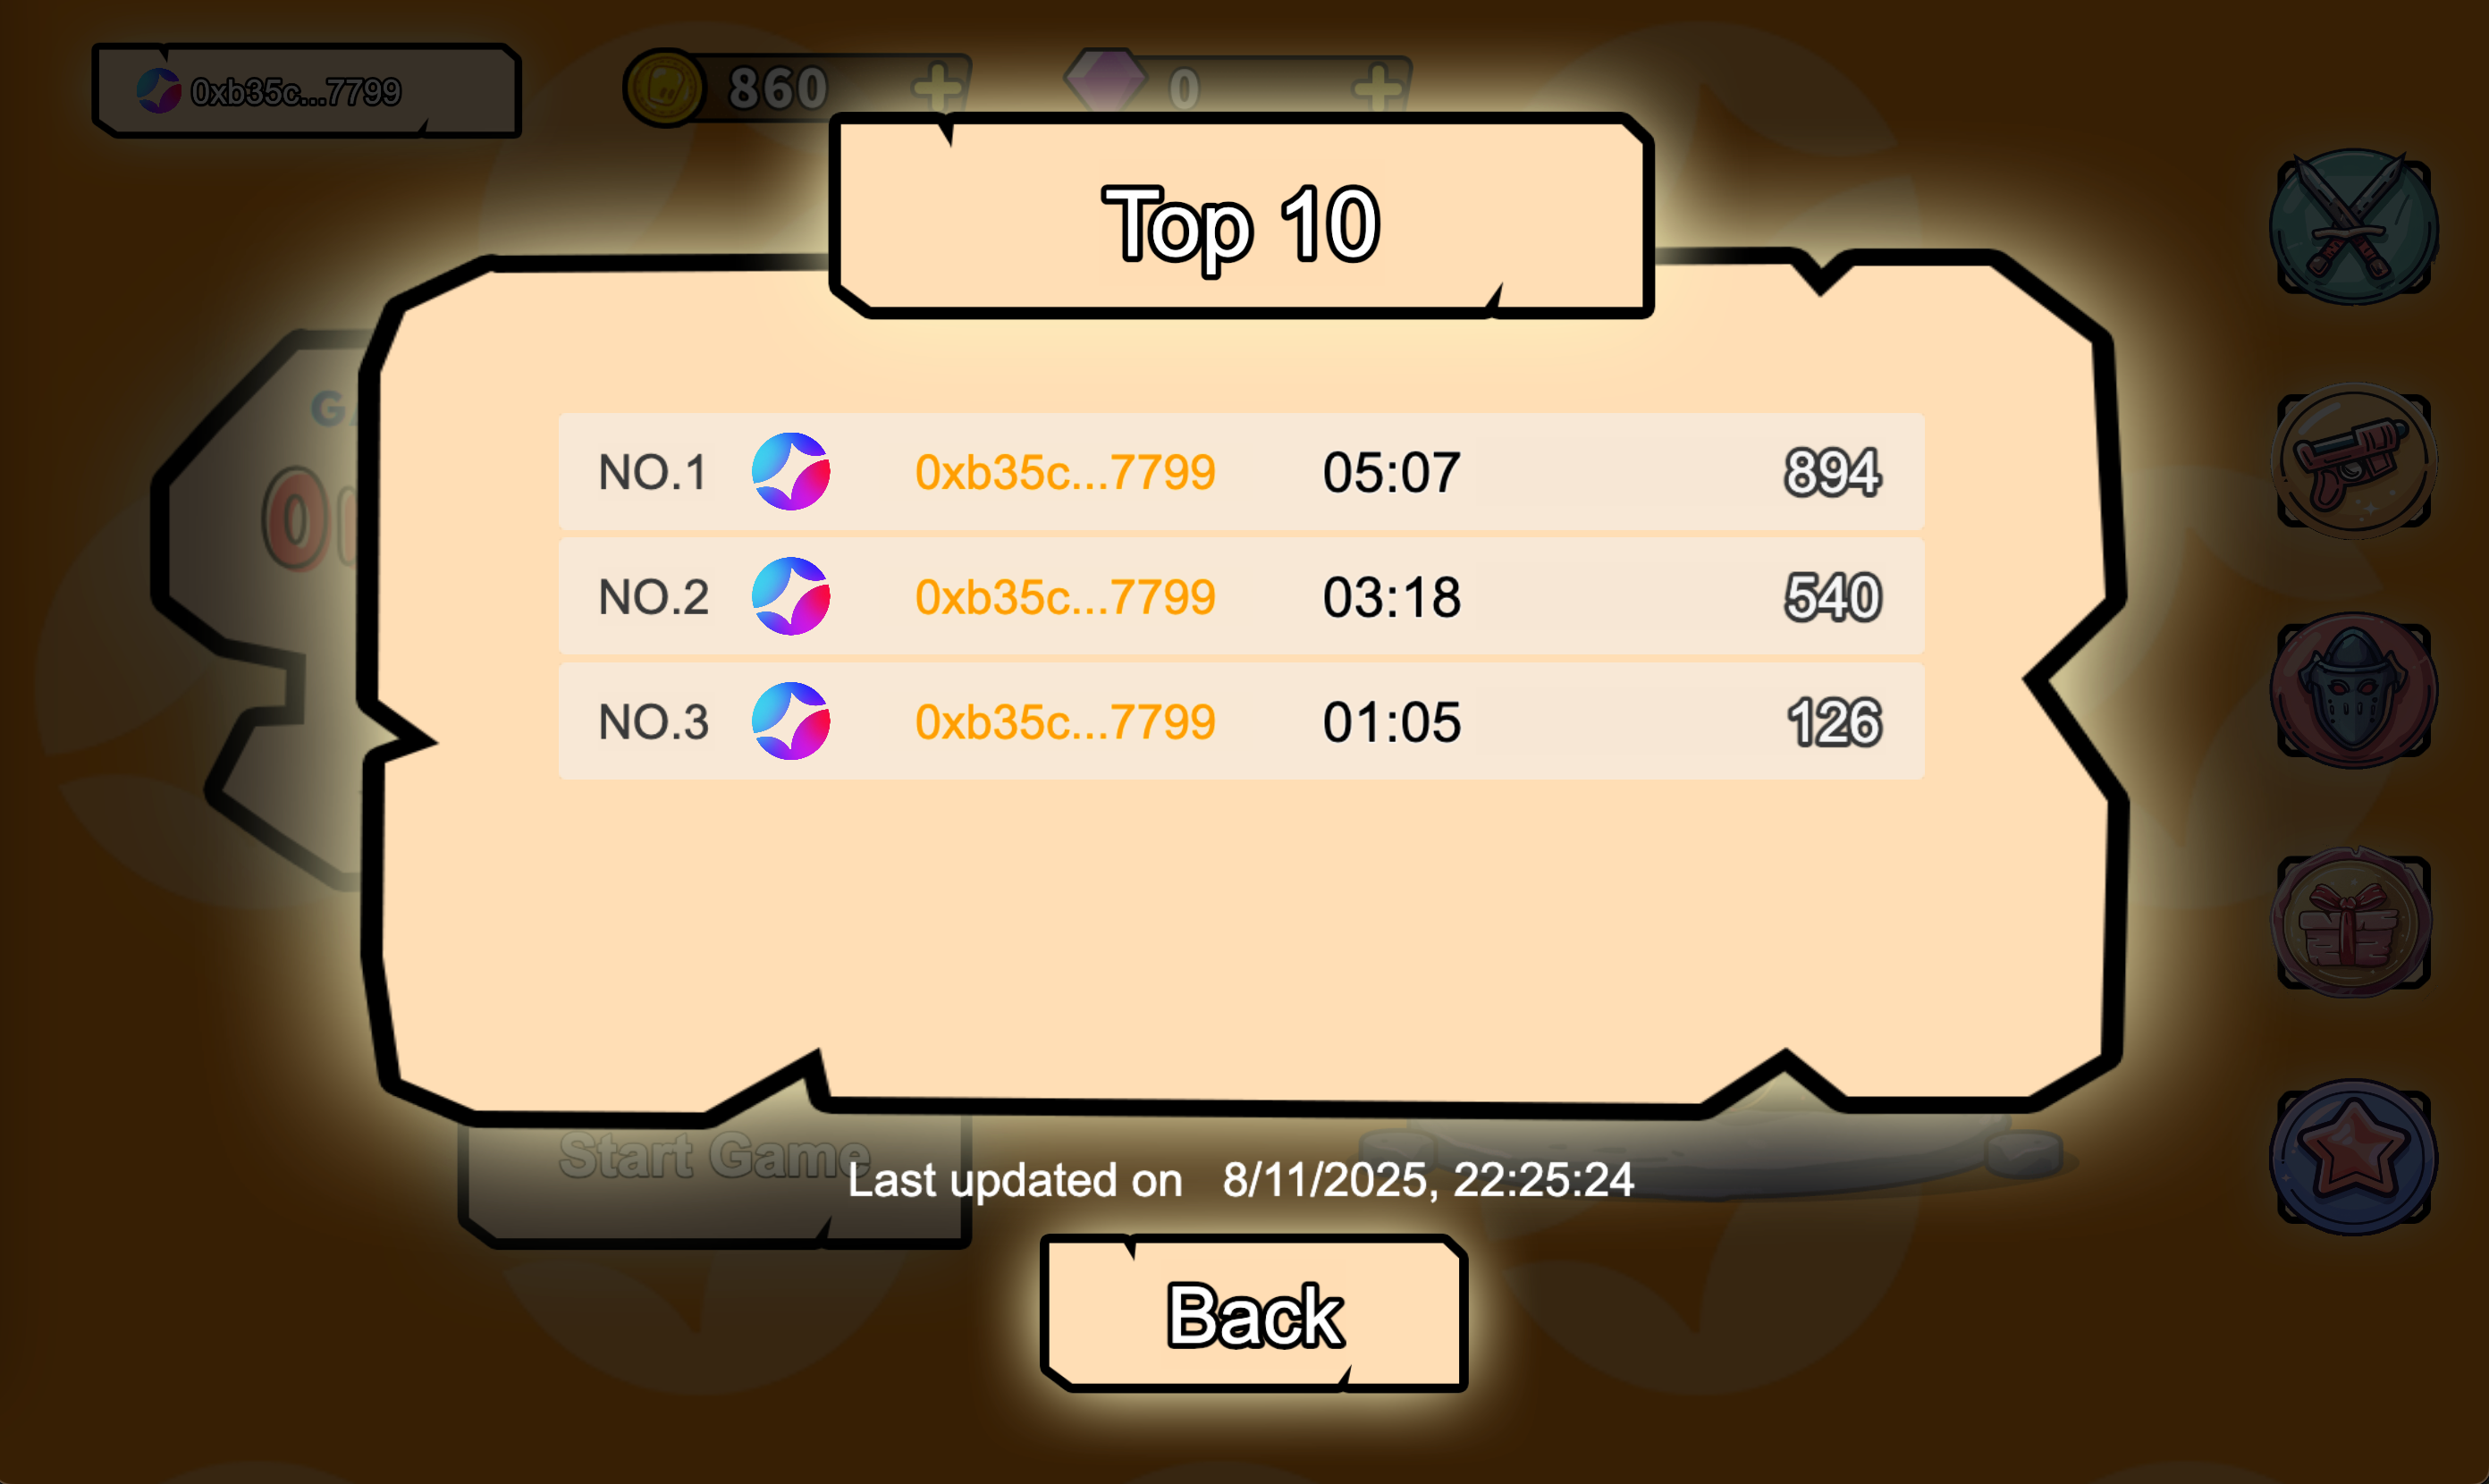 0xb35c...7799
860
0
Top 10
NO.1 0xb35c...7799 05:07 894
NO.2 0xb35c...7799 03:18 540
NO.3 0xb35c...7799 01:05 126
Start Game
Last updated on 8/11/2025, 22:25:24
Back